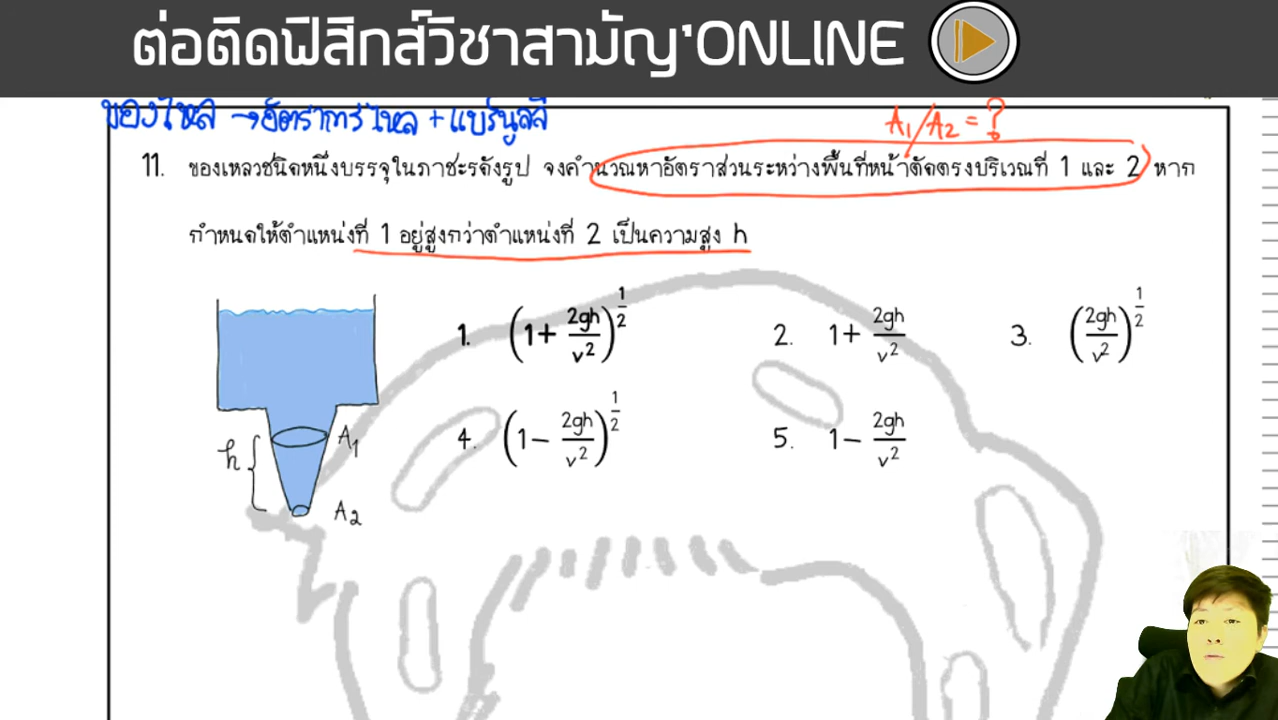 ต่อติดฟิสิกส์วิชาสามัญ'ONLINE
ของไหล → อัตราการไหล + แบร์นูลลี
A₁/A₂ = ?
11. ของเหลวชนิดหนึ่งบรรจุในภาชะรดังรูป จงคำนวณหาอัตราส่วนระหว่างพื้นที่หน้าตัดตรงบริเวณที่ 1 และ 2 หาก
กำหนดให้ตำแหน่งที่ 1 อยู่สูงกว่าตำแหน่งที่ 2 เป็นความสูง h
1. (1+ 2gh/v²)^1/2
2. 1+ 2gh/v²
3. (2gh/v²)^1/2
4. (1− 2gh/v²)^1/2
5. 1− 2gh/v²
h
A₁
A₂